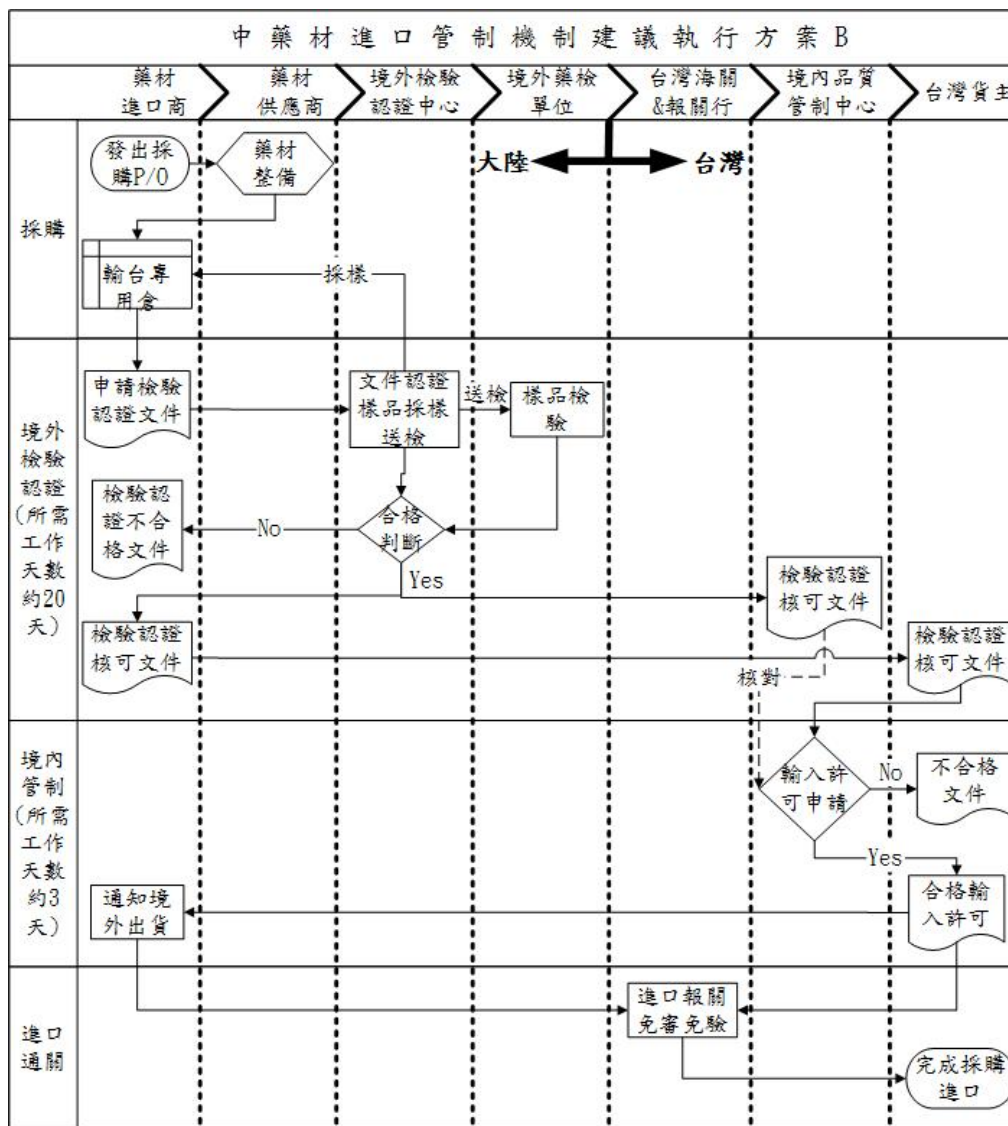 中藥材進口管制機制建議執行方案B
藥材
進口商
藥材
供應商
境外檢驗
認證中心
境外藥檢
單位
台灣海關
&報關行
境內品質
管制中心
台灣貨主
採購
發出採
購P/O
藥材
整備
大陸
台灣
輸台專
用倉
採樣
境外
檢驗
認證
(所需
工作
天數
約20
天)
申請檢驗
認證文件
文件認證
樣品採樣
送檢
送檢
樣品檢
驗
檢驗認
證不合
格文件
No
合格
判斷
Yes
檢驗認證
核可文件
檢驗認證
核可文件
檢驗認證
核可文件
核對
境內
管制
(所需
工作
天數
約3
天)
輸入許
可申請
No
不合格
文件
Yes
通知境
外出貨
合格輸
入許可
進口
通關
進口報關
免審免驗
完成採購
進口